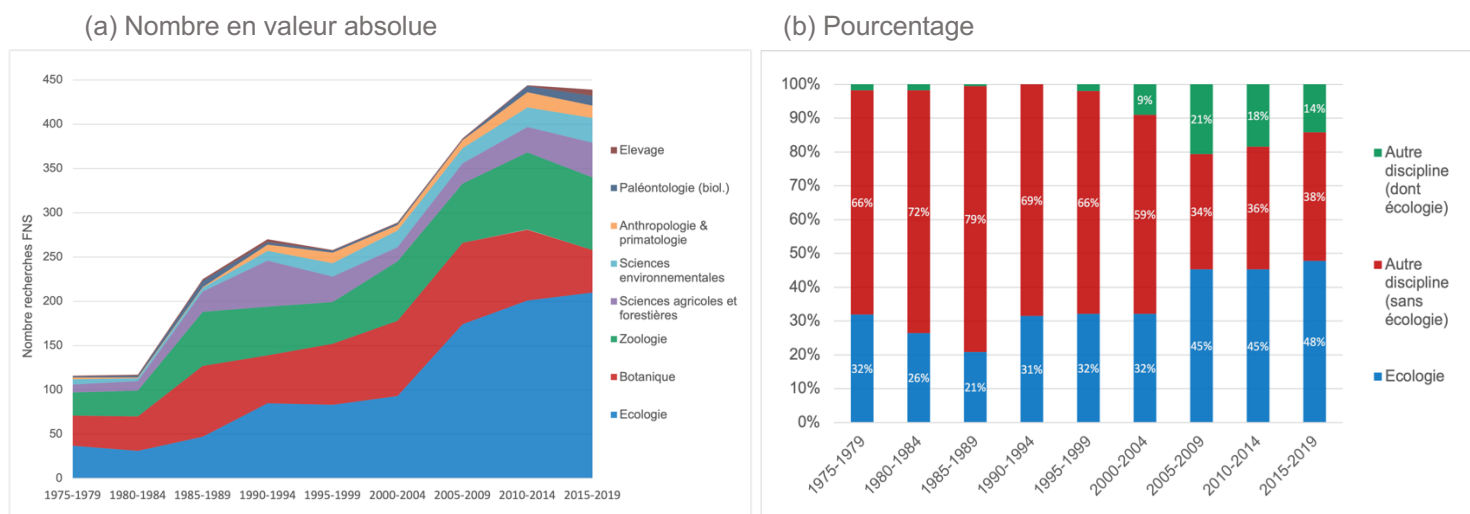 (a) Nombre en valeur absolue
450
400
350
300
250
200
150
100
50
0
Nombre recherches FNS
1975-1979 1980-1984 1985-1989 1990-1994 1995-1999 2000-2004 2005-2009 2010-2014 2015-2019
Elevage
Paléontologie (biol.)
Anthropologie &
primatologie
Sciences
environnementales
Sciences agricoles et
forestières
Zoologie
Botanique
Ecologie
(b) Pourcentage
100%
90%
80%
70%
60%
50%
40%
30%
20%
10%
0%
9% 21% 18% 14%
66% 72% 79% 69% 66% 59% 34% 36% 38%
32% 26% 21% 31% 32% 32% 45% 45% 48%
1975-1979 1980-1984 1985-1989 1990-1994 1995-1999 2000-2004 2005-2009 2010-2014 2015-2019
Autre
discipline
(dont
écologie)
Autre
discipline
(sans
écologie)
Ecologie